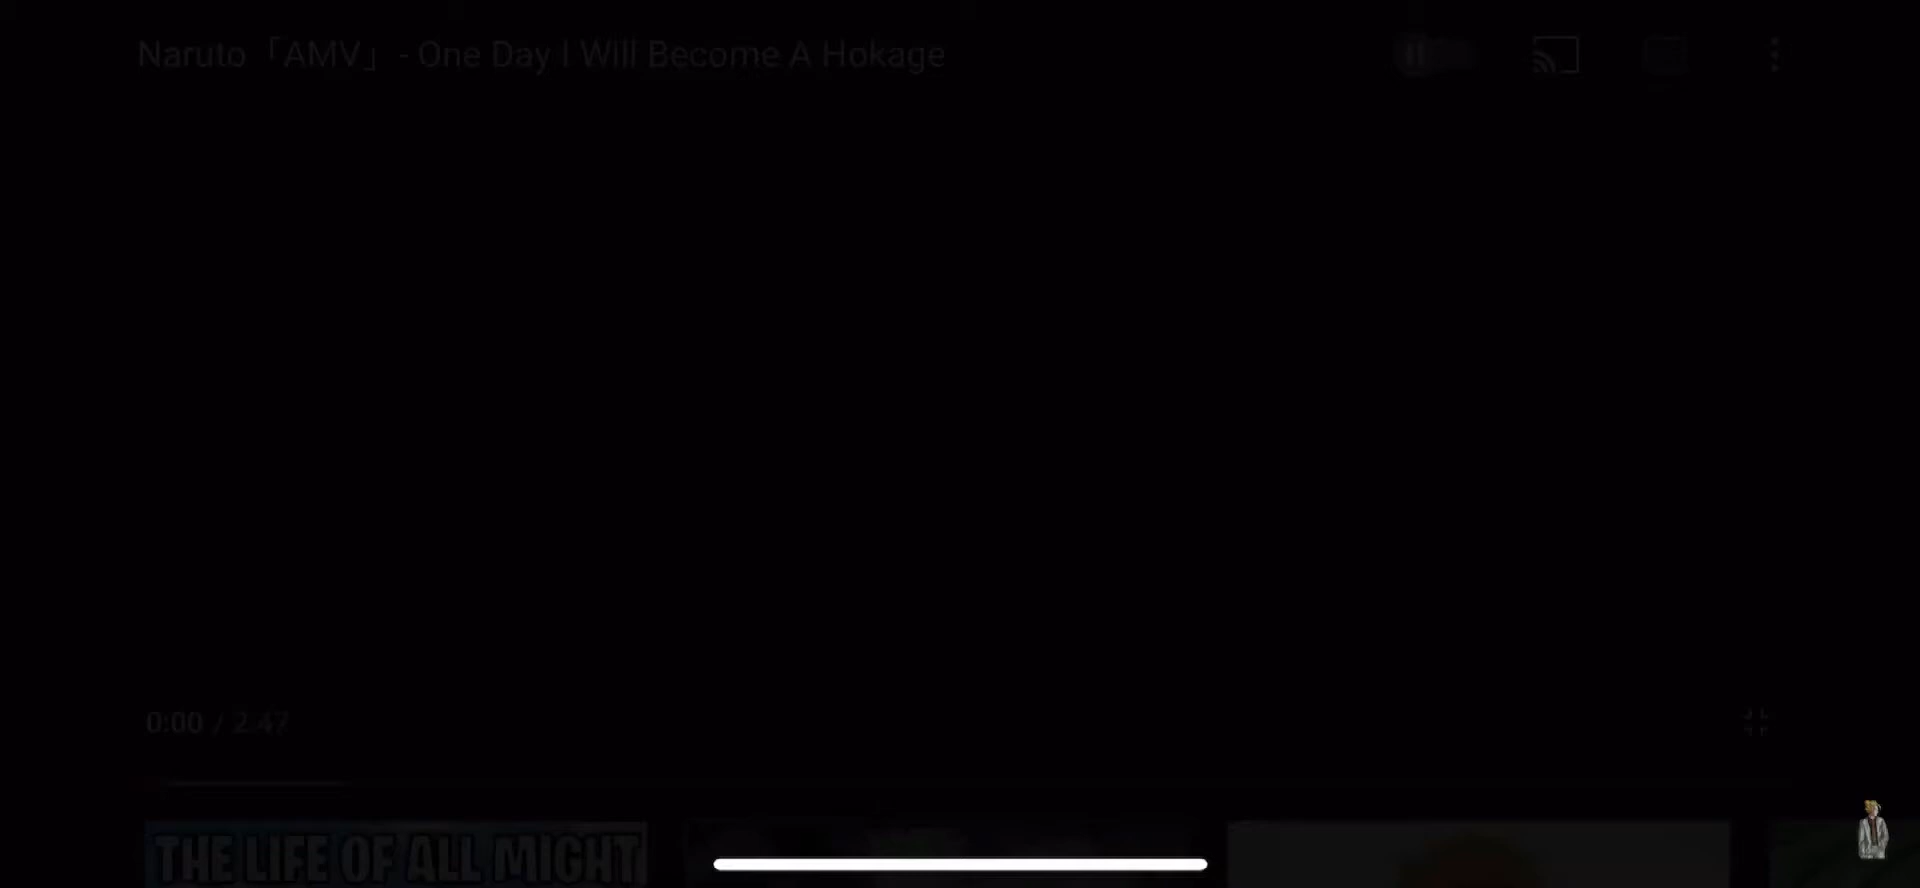 Naruto「AMV」- One Day I Will Become A Hokage
0:00 / 2:47
THE LIFE OF ALL MIGHT